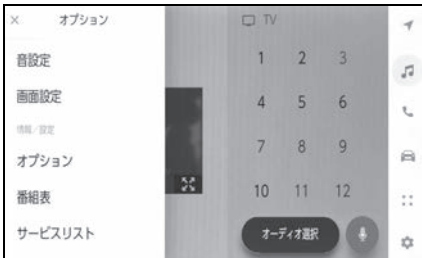 × オプション
音設定
画面設定
情報／設定
オプション
番組表
サービスリスト
TV
1 2 3
4 5 6
7 8 9
10 11 12
オーディオ選択